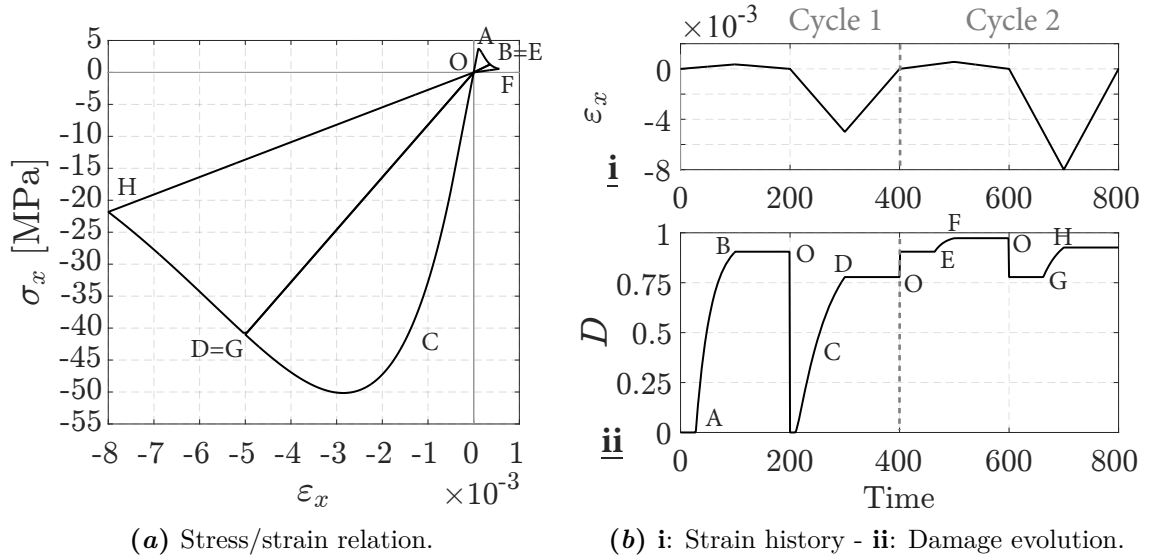 5
0
-5
-10
-15
-20
-25
-30
-35
-40
-45
-50
-55
σx [MPa]
A
B=E
O
F
H
D=G
C
-8 -7 -6 -5 -4 -3 -2 -1 0 1
εx ×10⁻³
(a) Stress/strain relation.
×10⁻³ Cycle 1 Cycle 2
0
-4
-8
εx
i
0 200 400 600 800
1
0.75
0.5
0.25
0
D
ii
A
B
O
C
D
O
E
F
O
G
H
0 200 400 600 800
Time
(b) i: Strain history - ii: Damage evolution.